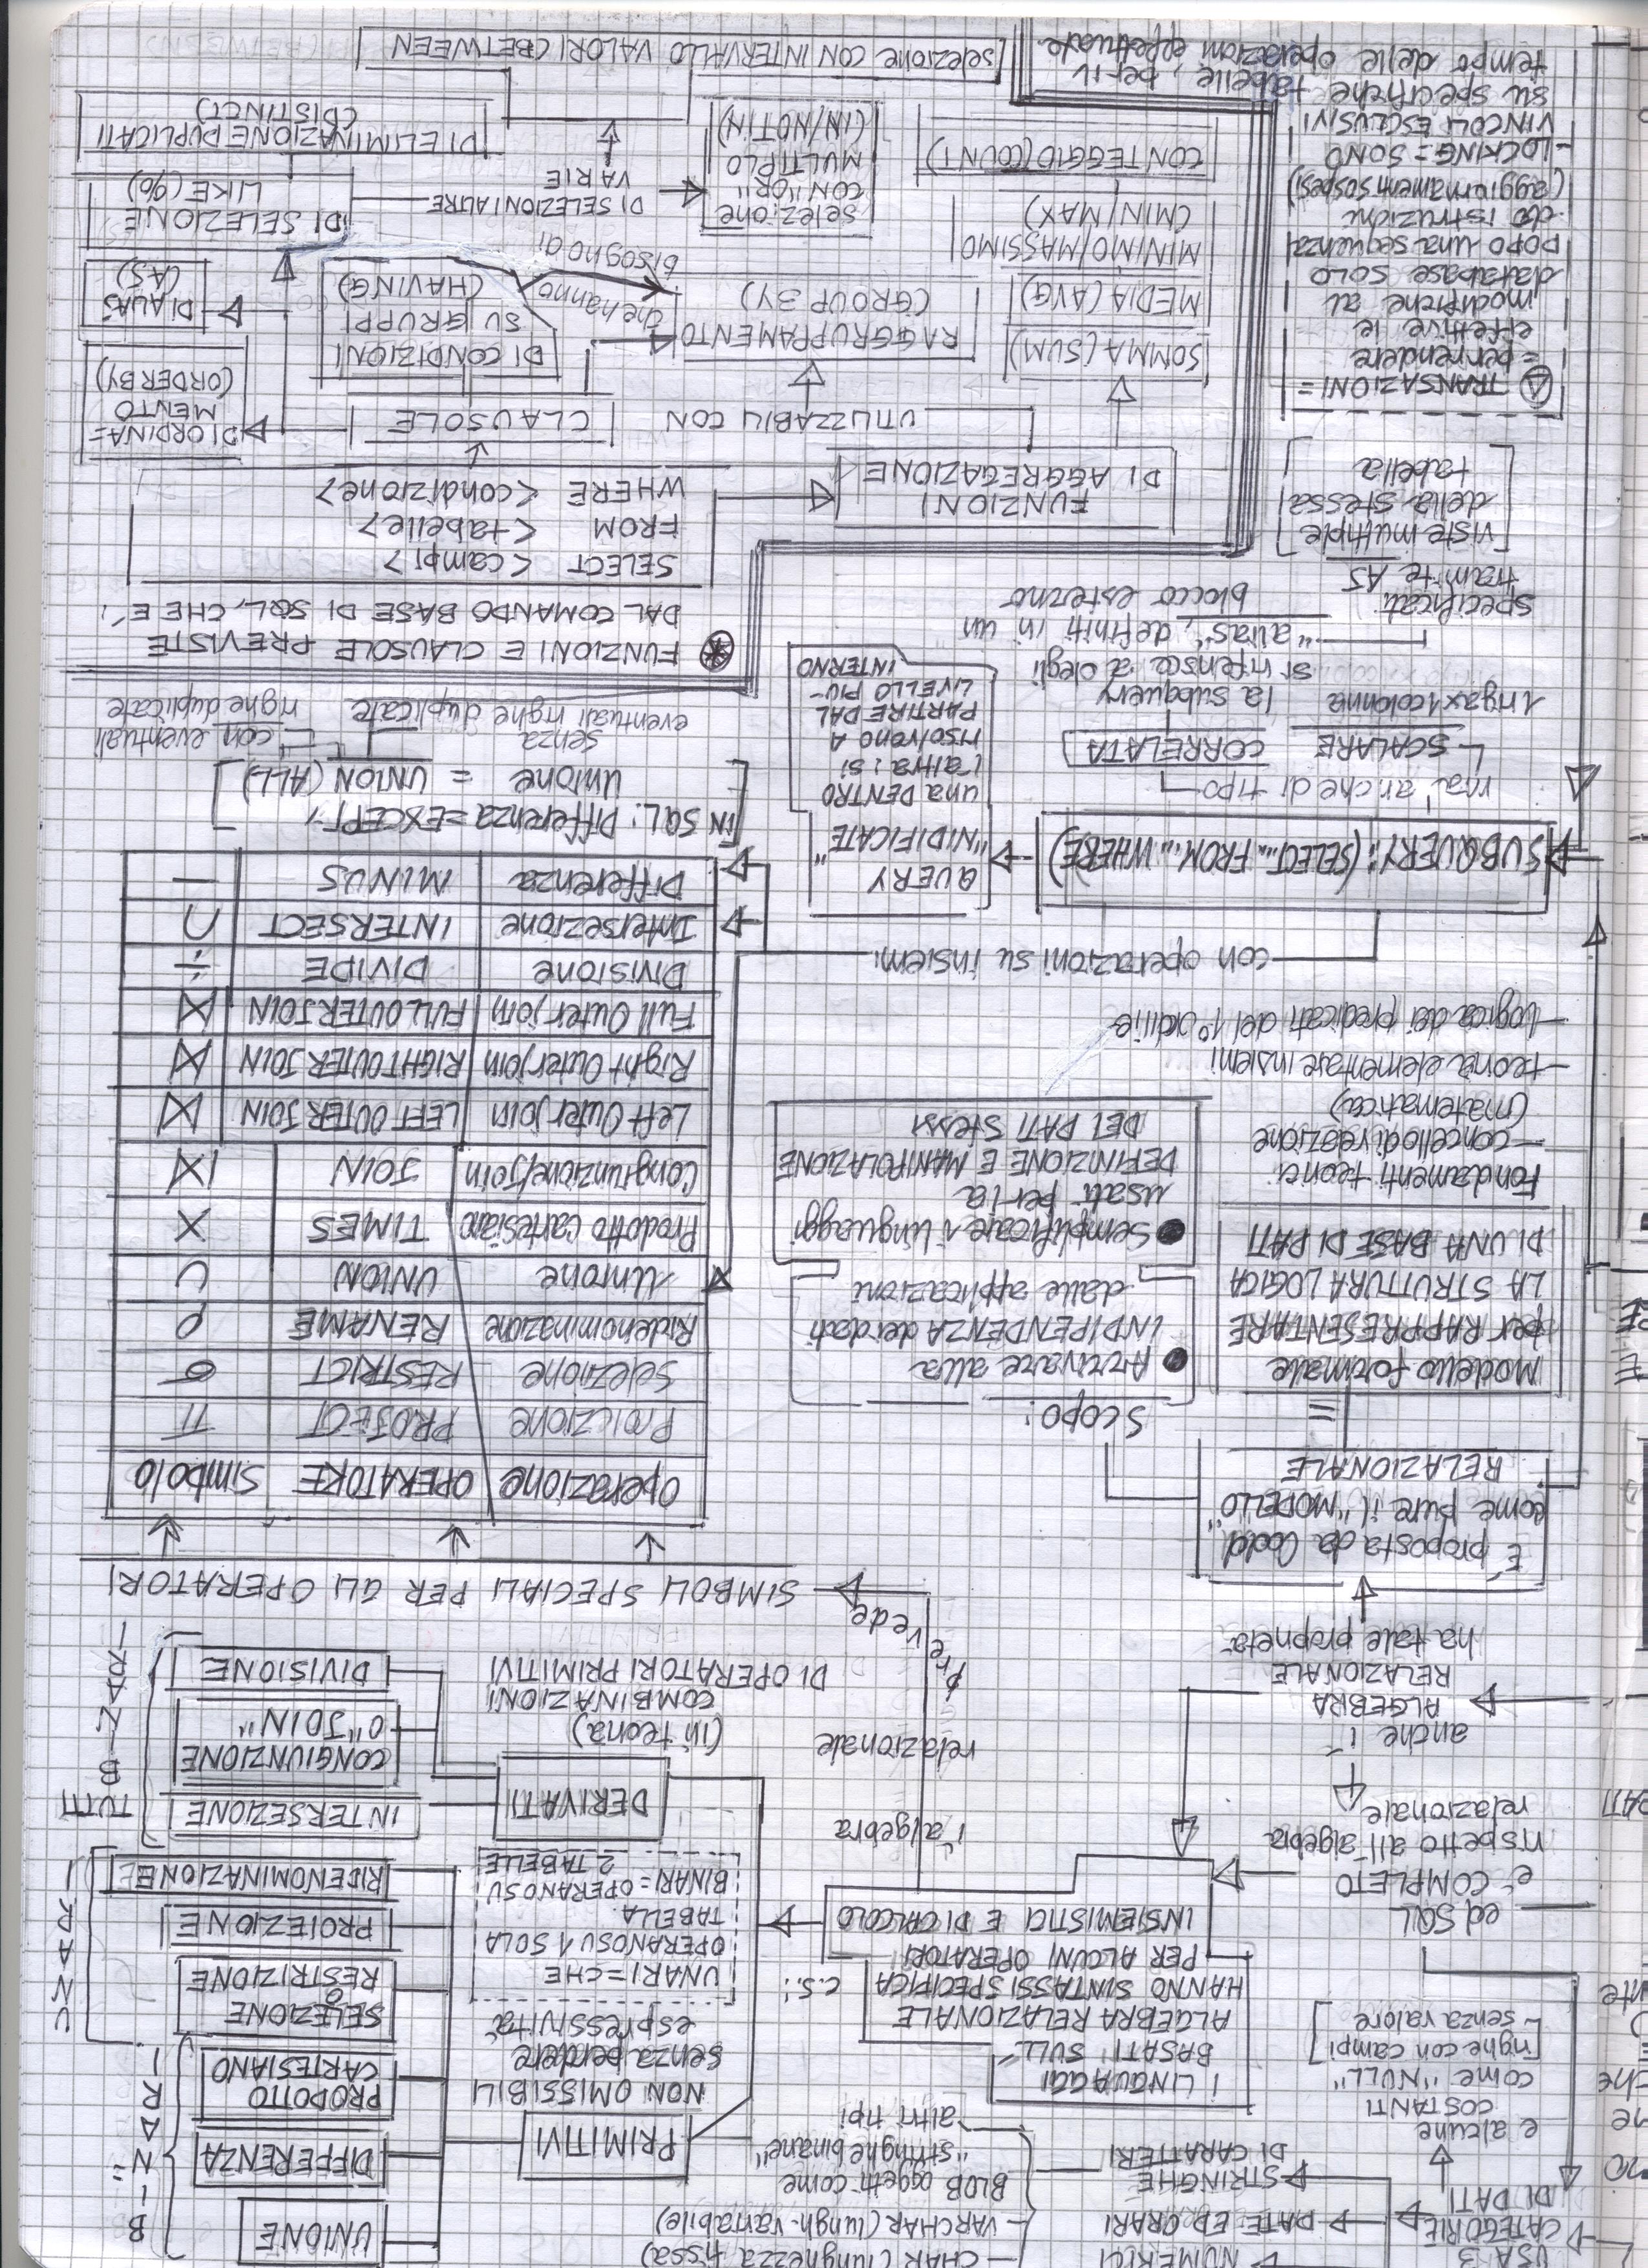 USA 3
CATEGORIE
DI DATI
NUMERICI
DATE ED ORARI
STRINGHE
DI CARATTERI
CHAR (lunghezza fissa)
VARCHAR (lungh. variabile)
BLOB oggetti come
"stringhe binarie"
altri tipi
e alcune
COSTANTI
come "NULL"
[righe con campi
senza valore]
I LINGUAGGI
BASATI SULL'
ALGEBRA RELAZIONALE
HANNO SINTASSI SPECIFICA
PER ALCUNI OPERATORI
INSIEMISTICI E DI CALCOLO
c.s.:
PRIMITIVI
NON OMISSIBILI
senza perdere
espressività
UNARI = CHE
OPERANO SU 1 SOLA
TABELLA.
BINARI = OPERANO SU
2 TABELLE
UNIONE
DIFFERENZA
PRODOTTO
CARTESIANO
BINARI
SELEZIONE
O
RESTRIZIONE
PROIEZIONE
RIDENOMINAZIONE
UNARI
DERIVATI
(in teoria)
COMBINAZIONI
DI OPERATORI PRIMITIVI
INTERSEZIONE
CONGIUNZIONE
O "JOIN"
DIVISIONE
TUTTI
BINARI
ed SQL
e' COMPLETO
rispetto all'algebra
relazionale
anche l'
ALGEBRA
RELAZIONALE
ha tale proprietà
l'algebra
relazionale
prevede
SIMBOLI SPECIALI PER GLI OPERATORI
E' proposta da Codd
come pure il "MODELLO"
RELAZIONALE
=
Modello formale
per RAPPRESENTARE
LA STRUTTURA LOGICA
DI UNA BASE DI DATI
Fondamenti teorici:
- concetto di relazione
(matematica)
- teoria elementare insiemi
- Logica dei predicati del 1° ordine
Scopo:
● Arrivare alla
INDIPENDENZA dei dati
dalle applicazioni
● Semplificare i linguaggi
usati per la
DEFINIZIONE E MANIPOLAZIONE
DEI DATI stessi
Operazione OPERATORE Simbolo
Proiezione PROJECT π
Selezione RESTRICT σ
Ridenominazione RENAME ρ
Unione UNION ∪
Prodotto cartesiano TIMES ×
Congiunzione/join JOIN ⋈
Left Outer join LEFT OUTER JOIN ⋈
Right Outer join RIGHT OUTER JOIN ⋈
Full Outer join FULL OUTER JOIN ⋈
Divisione DIVIDE ÷
Intersezione INTERSECT ∩
Differenza MINUS −
con operazioni su insiemi
SUBQUERY: (SELECT... FROM... WHERE)
QUERY
"NIDIFICATE"
una DENTRO
l'altra: si
risolvono A
PARTIRE DAL
LIVELLO PIU'
INTERNO
ma anche di tipo
SCALARE CORRELATA
1 riga x 1 colonna
la subquery
si riferisce a degli
"alias", definiti in un
blocco esterno
specificati
tramite AS
[viste multiple
della stessa
tabella]
[IN SQL: Differenza = EXCEPT;
Unione = UNION (ALL)]
senza
eventuali righe duplicate
con eventuali
righe duplicate
FUNZIONI E CLAUSOLE PREVISTE
DAL COMANDO BASE DI SQL, CHE E':
SELECT <campi>
FROM <tabelle>
WHERE <condizione>
FUNZIONI
DI AGGREGAZIONE
UTILIZZABILI CON
CLAUSOLE
DI ORDINA=
MENTO
(ORDER BY)
SOMMA (SUM)
MEDIA (AVG)
MINIMO/MASSIMO
(MIN/MAX)
CONTEGGIO (COUNT)
RAGGRUPPAMENTO
(GROUP BY)
che hanno
bisogno di
DI CONDIZIONI
SU GRUPPI
(HAVING)
DI ALIAS
(AS)
DI SELEZIONE
LIKE (%)
DI SELEZIONI ALTRE
VARIE
selezione
CON "OR"
MULTIPLO
(IN/NOT IN)
DI ELIMINAZIONE DUPLICATI
(DISTINCT)
selezione CON INTERVALLO VALORI (BETWEEN
TRANSAZIONI =
= per rendere
effettive le
modifiche al
database SOLO
DOPO una sequenza
do istruzioni
(aggiornamenti sospesi)
- LOCKING = SONO
VINCOLI ESCLUSIVI
su specifiche tabelle, per il
tempo delle operazioni effettuate